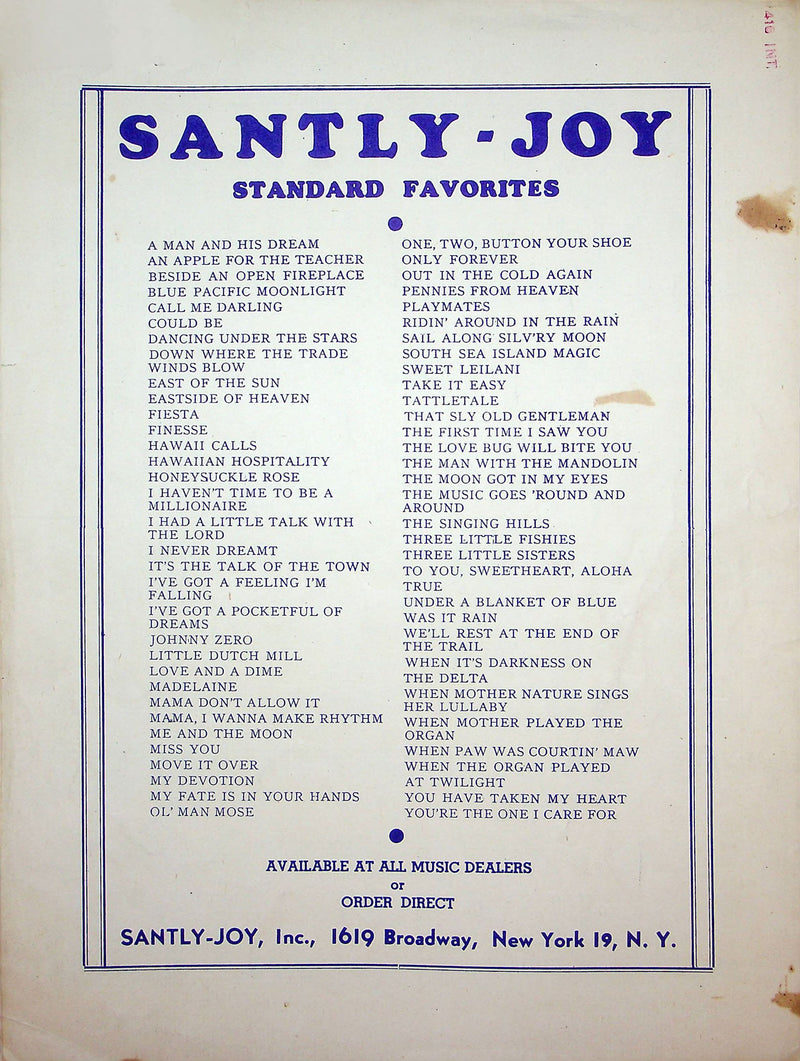 416 INT.
SANTLY-JOY
STANDARD FAVORITES
A MAN AND HIS DREAM
AN APPLE FOR THE TEACHER
BESIDE AN OPEN FIREPLACE
BLUE PACIFIC MOONLIGHT
CALL ME DARLING
COULD BE
DANCING UNDER THE STARS
DOWN WHERE THE TRADE
WINDS BLOW
EAST OF THE SUN
EASTSIDE OF HEAVEN
FIESTA
FINESSE
HAWAII CALLS
HAWAIIAN HOSPITALITY
HONEYSUCKLE ROSE
I HAVEN'T TIME TO BE A
MILLIONAIRE
I HAD A LITTLE TALK WITH
THE LORD
I NEVER DREAMT
IT'S THE TALK OF THE TOWN
I'VE GOT A FEELING I'M
FALLING
I'VE GOT A POCKETFUL OF
DREAMS
JOHNNY ZERO
LITTLE DUTCH MILL
LOVE AND A DIME
MADELAINE
MAMA DON'T ALLOW IT
MAMA, I WANNA MAKE RHYTHM
ME AND THE MOON
MISS YOU
MOVE IT OVER
MY DEVOTION
MY FATE IS IN YOUR HANDS
OL' MAN MOSE
ONE, TWO, BUTTON YOUR SHOE
ONLY FOREVER
OUT IN THE COLD AGAIN
PENNIES FROM HEAVEN
PLAYMATES
RIDIN' AROUND IN THE RAIN
SAIL ALONG SILV'RY MOON
SOUTH SEA ISLAND MAGIC
SWEET LEILANI
TAKE IT EASY
TATTLETALE
THAT SLY OLD GENTLEMAN
THE FIRST TIME I SAW YOU
THE LOVE BUG WILL BITE YOU
THE MAN WITH THE MANDOLIN
THE MOON GOT IN MY EYES
THE MUSIC GOES 'ROUND AND
AROUND
THE SINGING HILLS
THREE LITTLE FISHIES
THREE LITTLE SISTERS
TO YOU, SWEETHEART, ALOHA
TRUE
UNDER A BLANKET OF BLUE
WAS IT RAIN
WE'LL REST AT THE END OF
THE TRAIL
WHEN IT'S DARKNESS ON
THE DELTA
WHEN MOTHER NATURE SINGS
HER LULLABY
WHEN MOTHER PLAYED THE
ORGAN
WHEN PAW WAS COURTIN' MAW
WHEN THE ORGAN PLAYED
AT TWILIGHT
YOU HAVE TAKEN MY HEART
YOU'RE THE ONE I CARE FOR
AVAILABLE AT ALL MUSIC DEALERS
or
ORDER DIRECT
SANTLY-JOY, Inc., 1619 Broadway, New York 19, N. Y.